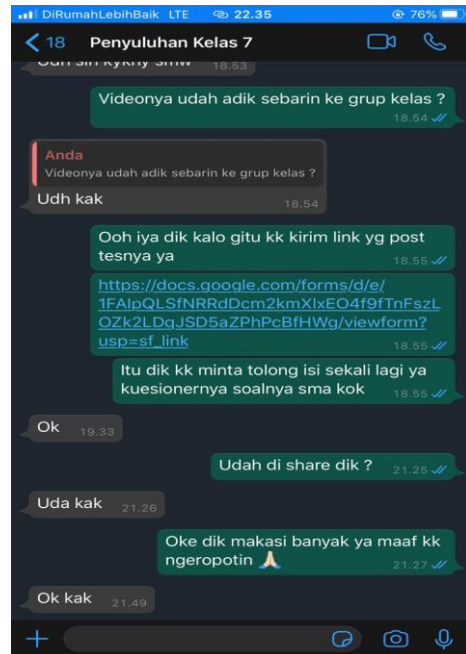 DiRumahLebihBaik LTE 22.35 76%
18 Penyuluhan Kelas 7
18.53
Videonya udah adik sebarin ke grup kelas ?
18.54
Anda
Videonya udah adik sebarin ke grup kelas ?
Udh kak 18.54
Ooh iya dik kalo gitu kk kirim link yg post
tesnya ya 18.55
https://docs.google.com/forms/d/e/
1FAIpQLSfNRRdDcm2kmXlxEO4f9fTnFszL
OZk2LDqJSD5aZPhPcBfHWg/viewform?
usp=sf_link
18.55
Itu dik kk minta tolong isi sekali lagi ya
kuesionernya soalnya sma kok 18.55
Ok 19.33
Udah di share dik ? 21.25
Uda kak 21.26
Oke dik makasi banyak ya maaf kk
ngeropotin 🙏🏻 21.27
Ok kak 21.49